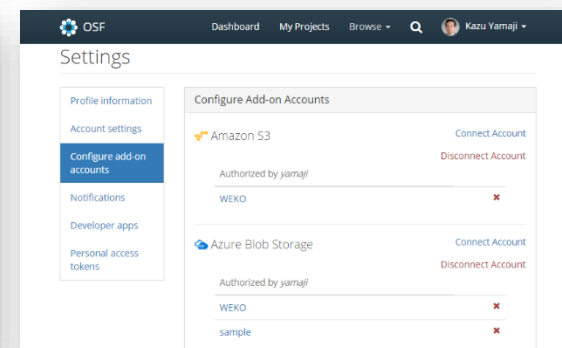 OSF Dashboard My Projects Browse Kazu Yamaji
Settings
Profile information
Account settings
Configure add-on
accounts
Notifications
Developer apps
Personal access
tokens
Configure Add-on Accounts
Amazon S3 Connect Account
Disconnect Account
Authorized by yamaji
WEKO
Azure Blob Storage Connect Account
Disconnect Account
Authorized by yamaji
WEKO
sample